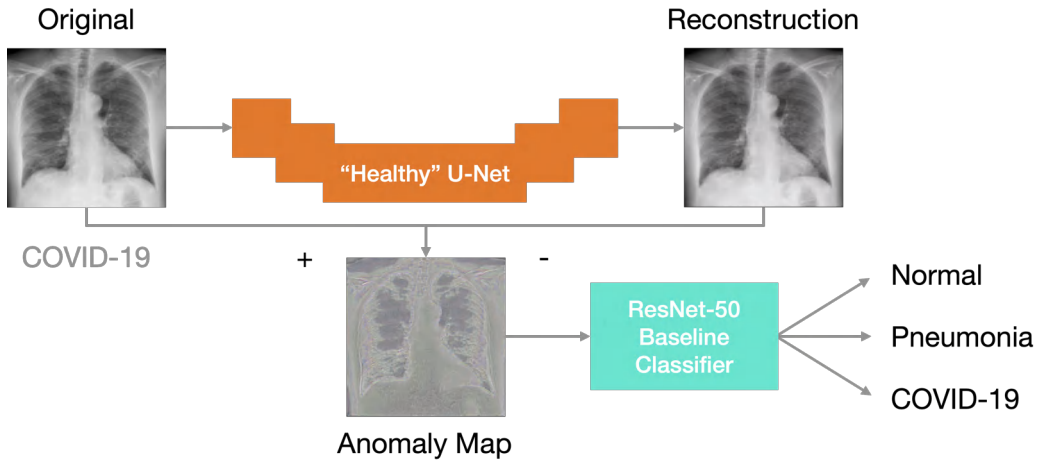 Original
Reconstruction
“Healthy” U-Net
COVID-19
+
-
ResNet-50
Baseline
Classifier
Normal
Pneumonia
COVID-19
Anomaly Map